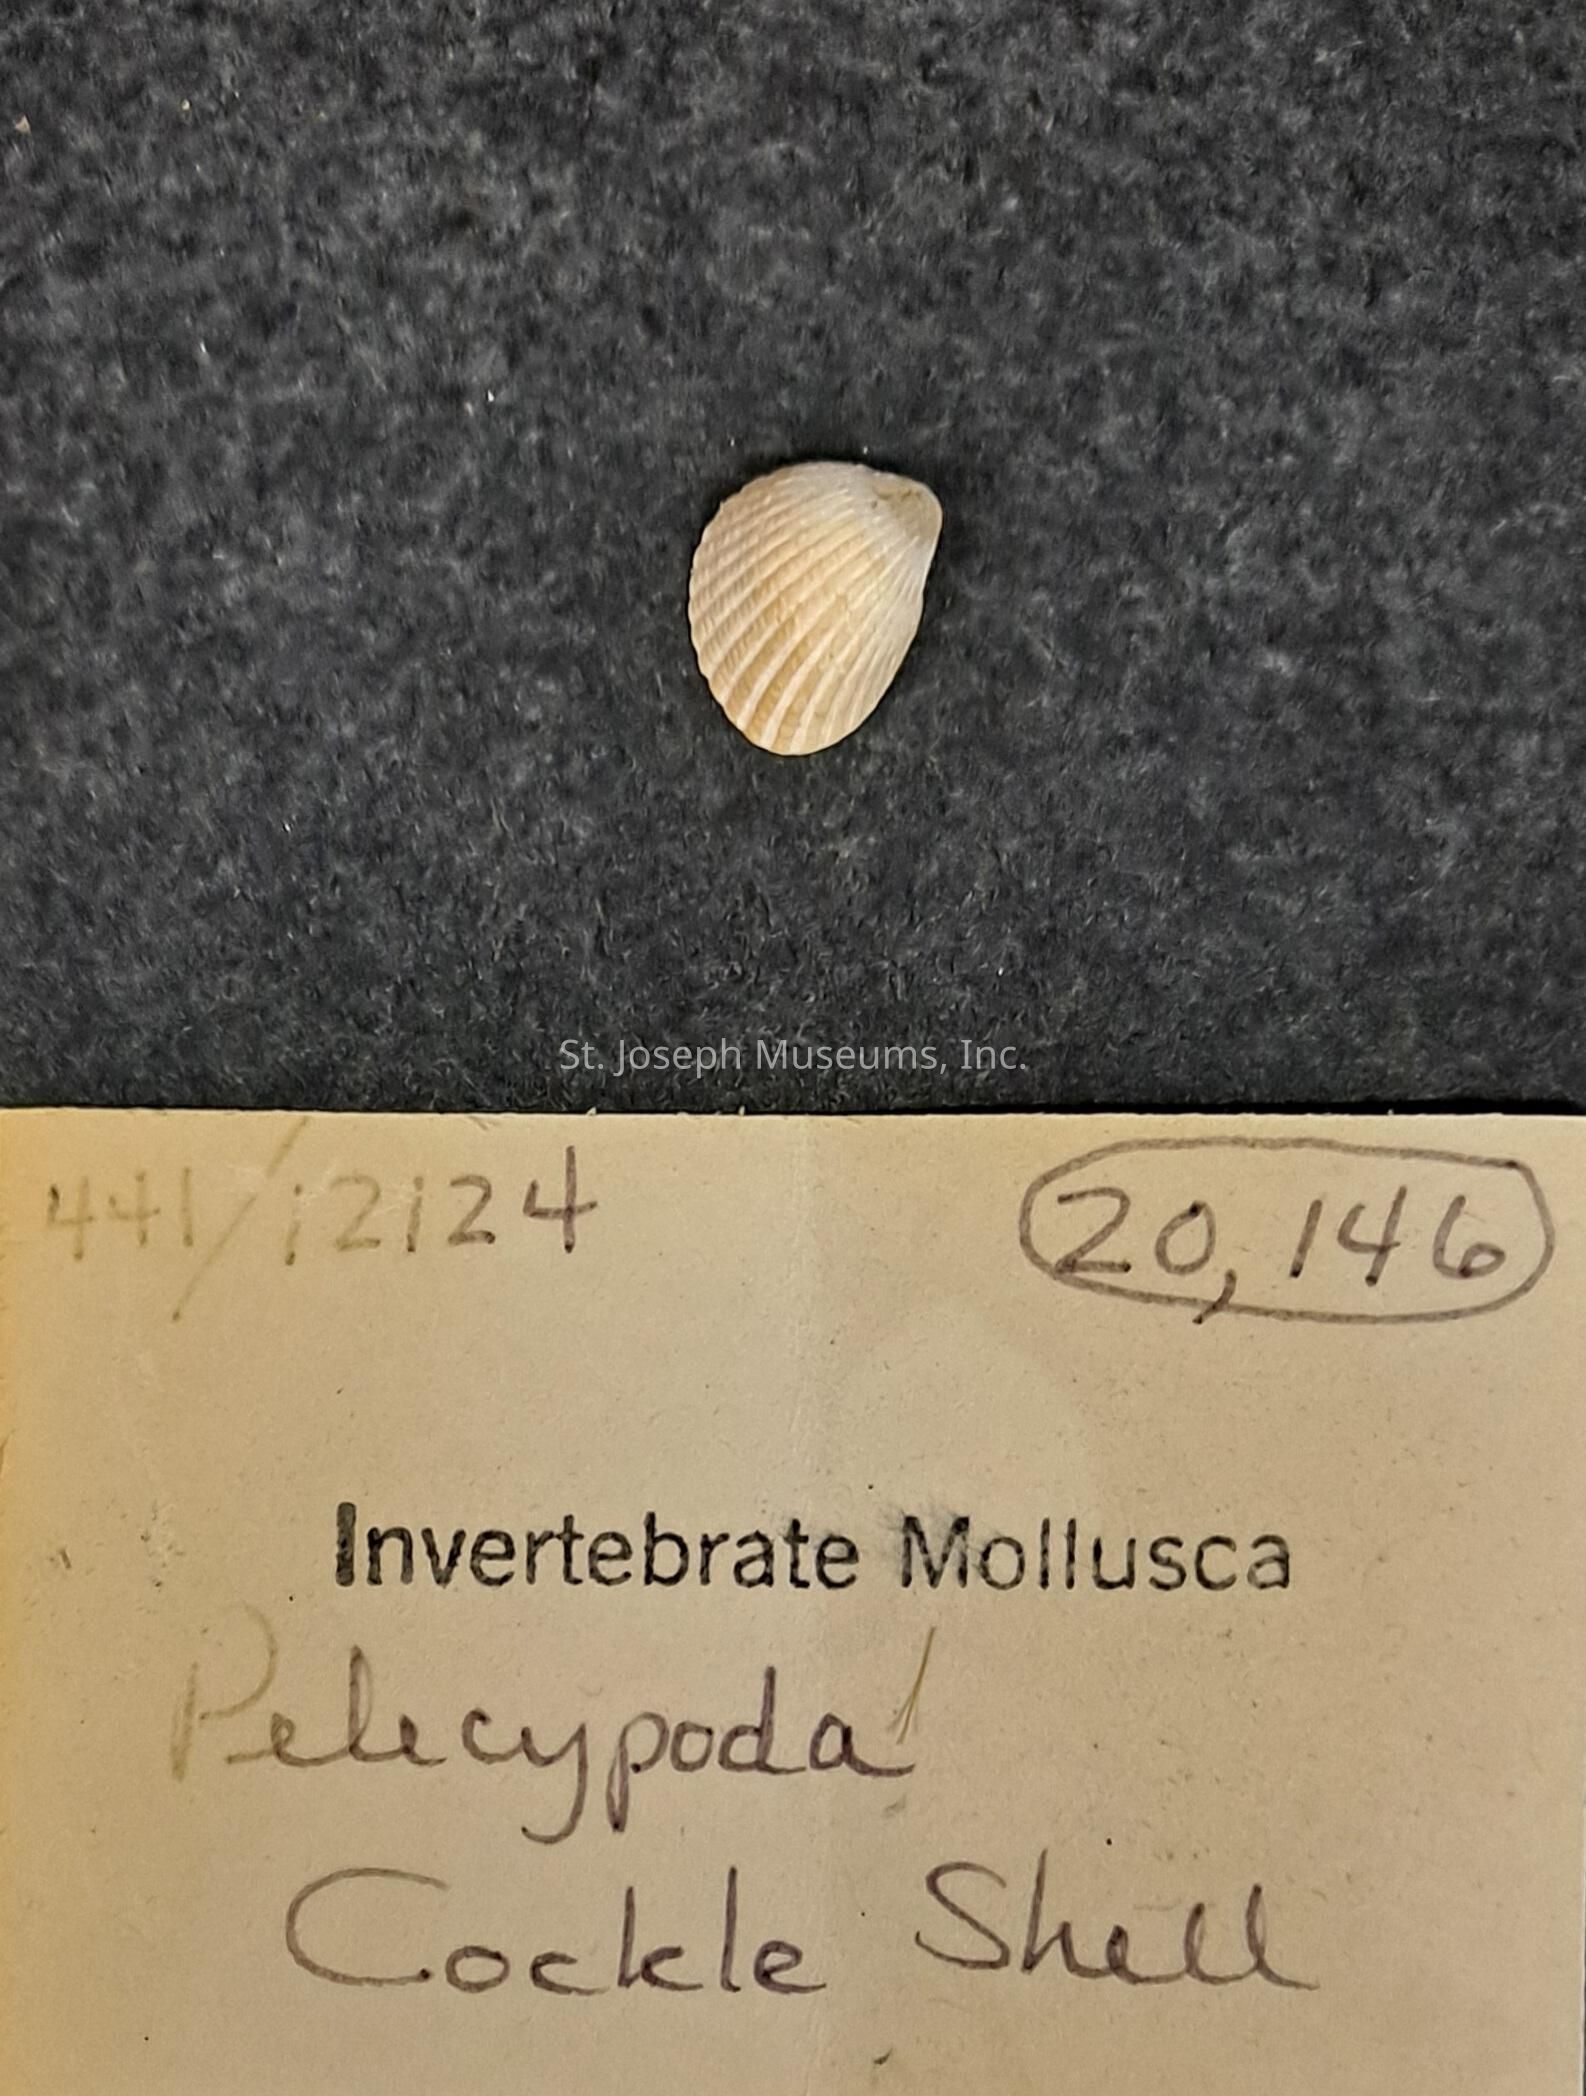 St. Joseph Museums, Inc.
441/12124
20,146
Invertebrate Mollusca
Pelecypoda
Cockle Shell